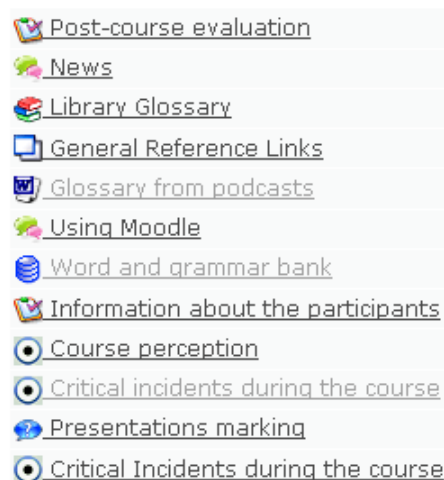 Post-course evaluation
News
Library Glossary
General Reference Links
Glossary from podcasts
Using Moodle
Word and grammar bank
Information about the participants
Course perception
Critical incidents during the course
Presentations marking
Critical Incidents during the course